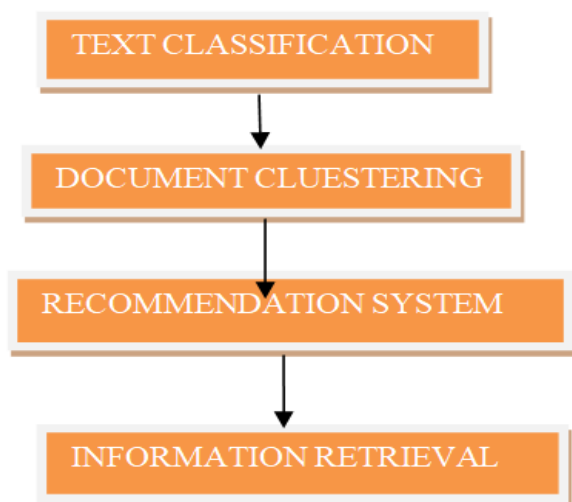 TEXT CLASSIFICATION
DOCUMENT CLUESTERING
RECOMMENDATION SYSTEM
INFORMATION RETRIEVAL